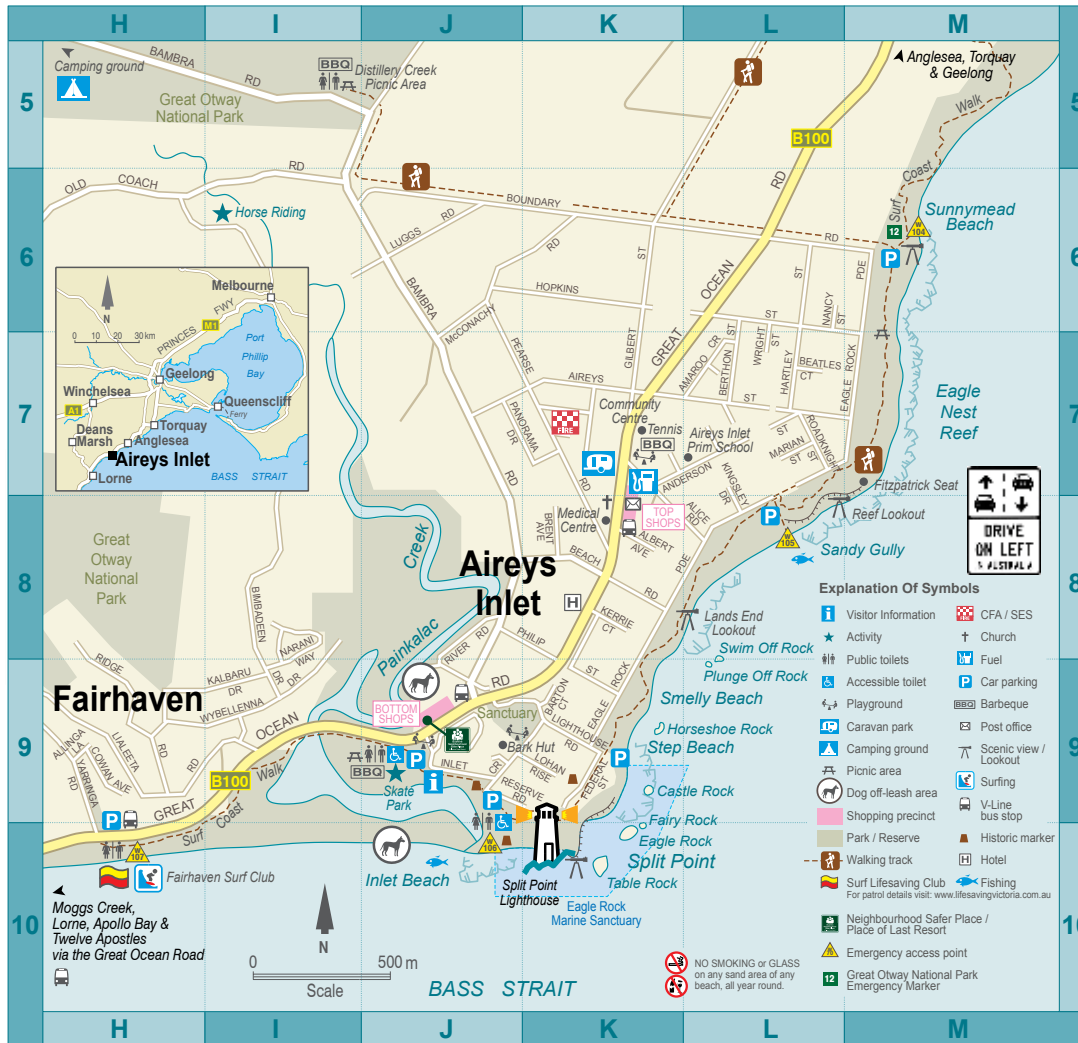 H
I
J
K
L
M
5
6
7
8
9
10
5
6
7
8
9
10
H
I
J
K
L
M
Camping ground
BAMBRA
RD
Great Otway
National Park
BBQ
Distillery Creek
Picnic Area
Anglesea, Torquay
& Geelong
Walk
Coast
Surf
B100
RD
OLD COACH RD
Horse Riding
BOUNDARY
RD
LUGGS RD
RD
ST
OCEAN
GREAT
HOPKINS
ST
NANCY
ST
PDE
12
W
104
Sunnymead
Beach
P
BAMBRA
RD
McCONACHY
PEARSE
RD
GILBERT
AIREYS
ST
AMAROO CR
BERTHON
ST
WRIGHT
ST
HARTLEY
ST
BEATLES
CT
EAGLE ROCK
PANORAMA
DR
FIRE
Community
Centre
Tennis
BBQ
Aireys Inlet
Prim School
ANDERSON
ST
MARIAN
ST
ROADKNIGHT
ST
KINGSLEY
DR
Eagle
Nest
Reef
Fitzpatrick Seat
Reef Lookout
Melbourne
N
0 10 20 30 km
PRINCES FWY
M1
Port
Phillip
Bay
Geelong
Winchelsea
A1
Queenscliff
Ferry
Deans
Marsh
Torquay
Anglesea
Aireys Inlet
Lorne
BASS STRAIT
DRIVE
ON LEFT
Great
Otway
National
Park
Creek
Painkalac
Aireys
Inlet
Medical
Centre
TOP
SHOPS
ALICE
RD
ALBERT
AVE
BRENT
AVE
BEACH
RD
PDE
P
W
105
Sandy Gully
H
KERRIE
CT
PHILIP
ST
Lands End
Lookout
Swim Off Rock
Plunge Off Rock
Smelly Beach
Horseshoe Rock
Step Beach
Castle Rock
Fairy Rock
Eagle Rock
Split Point
Table Rock
Eagle Rock
Marine Sanctuary
BIMBADEEN
DR
RIDGE
KALBARU
DR
NARANI
WAY
WYBELLENNA
DR
Fairhaven
RIVER RD
RD
BOTTOM
SHOPS
Sanctuary
BARTON
CT
EAGLE ROCK
LIGHTHOUSE
RD
Bark Hut
LOHAN
RISE
INLET
CR
RESERVE
RD
FEDERAL
ST
P
ALLINGA
LA
LALEETA
COWAN AVE
YARRINGA
RD
OCEAN
GREAT
B100
Surf
Coast
Walk
BBQ
Skate
Park
P
i
P
P
W
106
W
107
Fairhaven Surf Club
Inlet Beach
Split Point
Lighthouse
Moggs Creek,
Lorne, Apollo Bay &
Twelve Apostles
via the Great Ocean Road
N
0 500 m
Scale
BASS STRAIT
NO SMOKING or GLASS
on any sand area of any
beach, all year round.
Explanation Of Symbols
i Visitor Information
Activity
Public toilets
Accessible toilet
Playground
Caravan park
Camping ground
Picnic area
Dog off-leash area
Shopping precinct
Park / Reserve
Walking track
Surf Lifesaving Club
CFA / SES
Church
Fuel
P Car parking
BBQ Barbeque
Post office
Scenic view /
Lookout
Surfing
V-Line
bus stop
Historic marker
H Hotel
Fishing
For patrol details visit: www.lifesavingvictoria.com.au
Neighbourhood Safer Place /
Place of Last Resort
Emergency access point
12 Great Otway National Park
Emergency Marker